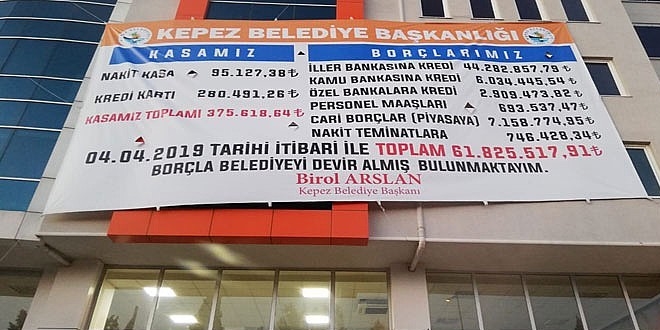 KEPEZ BELEDİYE BAŞKANLIĞI
KASAMIZ
NAKİT KASA 95.127,38₺
KREDİ KARTI 280.491,26₺
KASAMIZ TOPLAMI 375.618,64₺
BORÇLARIMIZ
İLLER BANKASINA KREDİ 44.282,857,79₺
KAMU BANKASINA KREDİ 6.034,445,54₺
ÖZEL BANKALARA KREDİ 2.909,473,82₺
PERSONEL MAAŞLARI 693,537,47₺
CARİ BORÇLAR (PİYASAYA) 7.158,774,95₺
NAKİT TEMİNATLARA 746,428,34₺
04.04.2019 TARİHİ İTİBARİ İLE TOPLAM 61.825.517,91₺
BORÇLA BELEDİYEYİ DEVİR ALMIŞ BULUNMAKTAYIM.
Birol ARSLAN
Kepez Belediye Başkanı